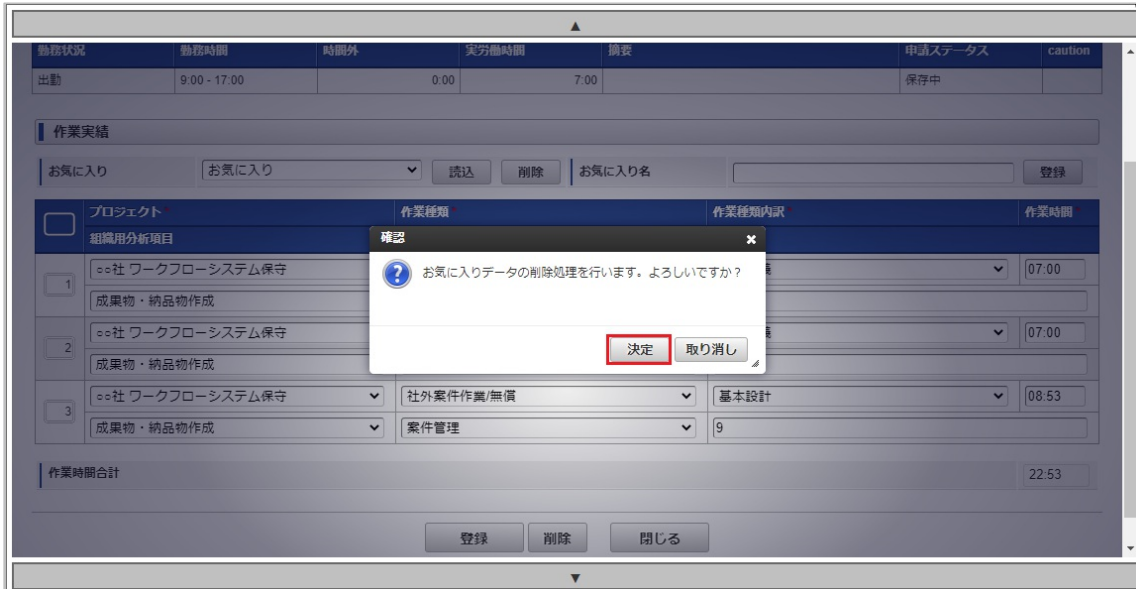 ▲
勤務状況 勤務時間 時間外 実労働時間 摘要 申請ステータス caution
出勤 9:00 - 17:00 0:00 7:00 保存中
作業実績
お気に入り お気に入り 読込 削除 お気に入り名 登録
プロジェクト* 作業種類* 作業種類内訳* 作業時間*
組織用分析項目
確認
お気に入りデータの削除処理を行います。よろしいですか？
決定 取り消し
1 ○○社 ワークフローシステム保守 07:00
成果物・納品物作成
2 ○○社 ワークフローシステム保守 07:00
成果物・納品物作成
3 ○○社 ワークフローシステム保守 社外案件作業/無償 基本設計 08:53
成果物・納品物作成 案件管理 9
作業時間合計 22:53
登録 削除 閉じる
▼